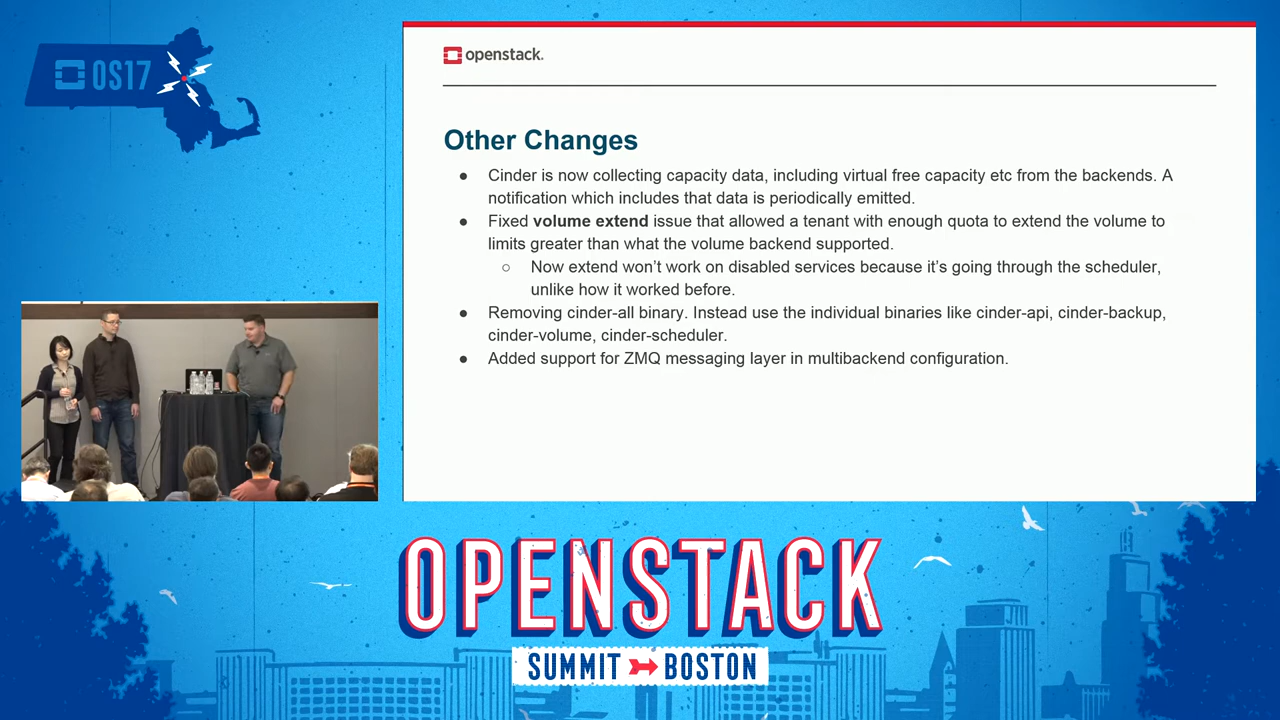 OS17
openstack.
Other Changes
● Cinder is now collecting capacity data, including virtual free capacity etc from the backends. A
notification which includes that data is periodically emitted.
● Fixed volume extend issue that allowed a tenant with enough quota to extend the volume to
limits greater than what the volume backend supported.
○ Now extend won’t work on disabled services because it’s going through the scheduler,
unlike how it worked before.
● Removing cinder-all binary. Instead use the individual binaries like cinder-api, cinder-backup,
cinder-volume, cinder-scheduler.
● Added support for ZMQ messaging layer in multibackend configuration.
OPENSTACK
SUMMIT BOSTON